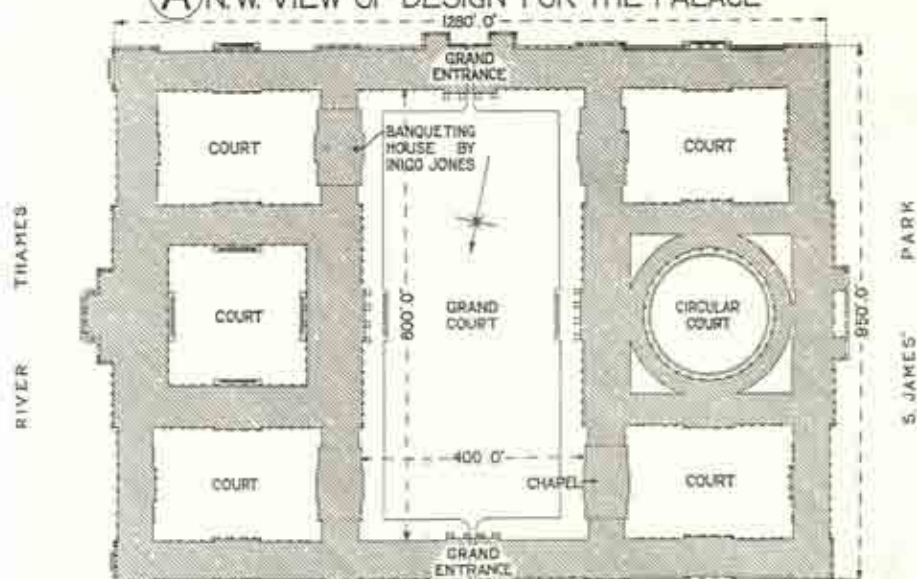 A N.W. VIEW OF DESIGN FOR THE PALACE
1280'. 0"
GRAND
ENTRANCE
COURT
BANQUETING
HOUSE BY
INIGO JONES
COURT
RIVER THAMES
COURT
600'. 0"
GRAND
COURT
CIRCULAR
COURT
950'. 0"
S. JAMES' PARK
COURT
400'. 0"
CHAPEL
COURT
GRAND
ENTRANCE